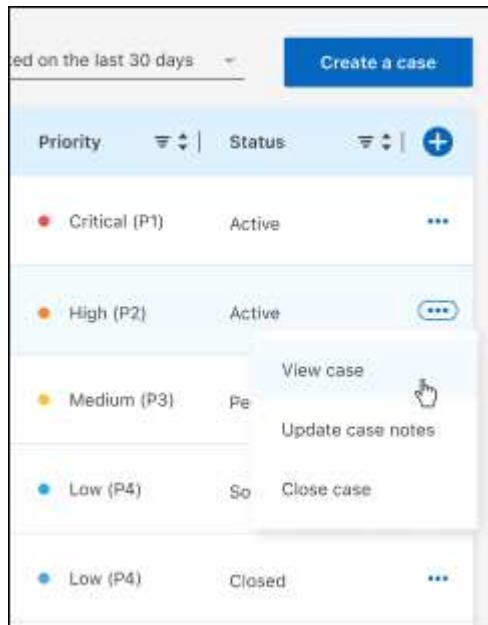 ed on the last 30 days
Create a case
Priority Status
Critical (P1) Active
High (P2) Active
View case
Medium (P3) Pe
Update case notes
Low (P4) So
Close case
Low (P4) Closed